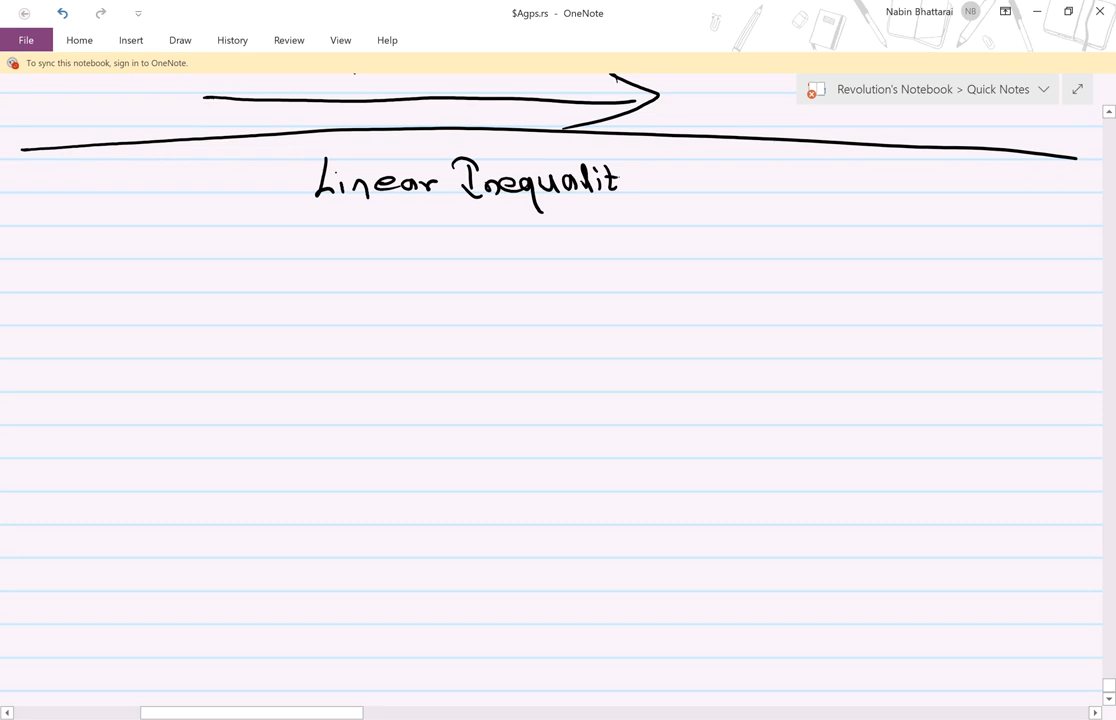 $Agps.rs - OneNote
Nabin Bhattarai NB
File Home Insert Draw History Review View Help
To sync this notebook, sign in to OneNote.
Revolution's Notebook > Quick Notes
Linear Inequalit